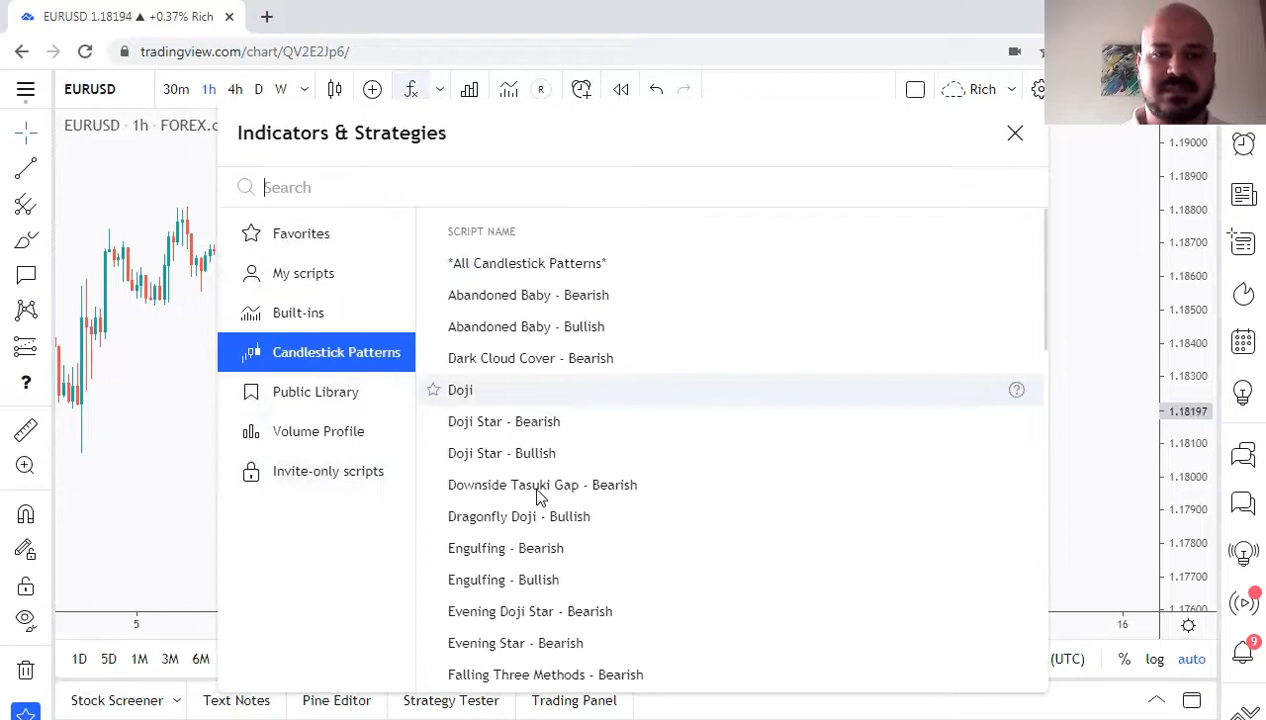 EURUSD 1.18194 ▲ +0.37% Rich
tradingview.com/chart/QV2E2Jp6/
EURUSD 30m 1h 4h D W R Rich
EURUSD · 1h · FOREX.c
Indicators & Strategies
Search
Favorites
My scripts
Built-ins
Candlestick Patterns
Public Library
Volume Profile
Invite-only scripts
SCRIPT NAME
*All Candlestick Patterns*
Abandoned Baby - Bearish
Abandoned Baby - Bullish
Dark Cloud Cover - Bearish
Doji
Doji Star - Bearish
Doji Star - Bullish
Downside Tasuki Gap - Bearish
Dragonfly Doji - Bullish
Engulfing - Bearish
Engulfing - Bullish
Evening Doji Star - Bearish
Evening Star - Bearish
Falling Three Methods - Bearish
1.19000
1.18900
1.18800
1.18700
1.18600
1.18500
1.18400
1.18300
1.18197
1.18100
1.18000
1.17900
1.17800
1.17700
1.17600
5 16
1D 5D 1M 3M 6M (UTC) % log auto
9
Stock Screener Text Notes Pine Editor Strategy Tester Trading Panel